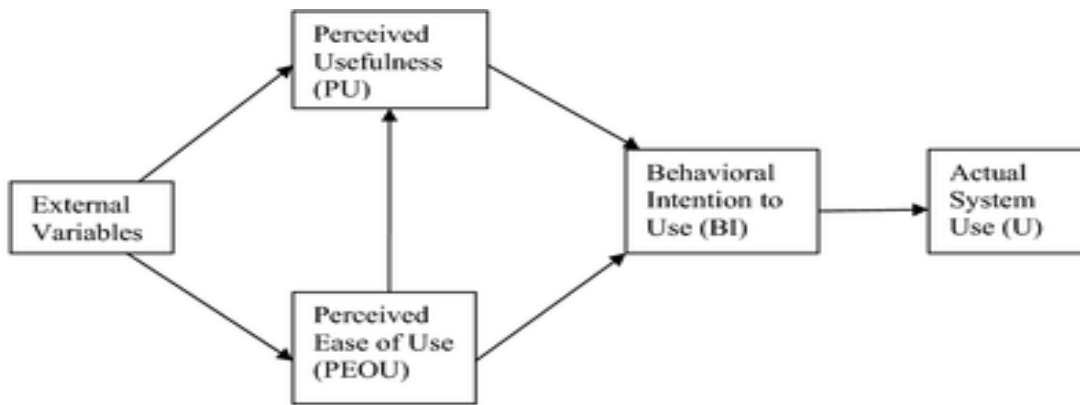 Perceived
Usefulness
(PU)
External
Variables
Perceived
Ease of Use
(PEOU)
Behavioral
Intention to
Use (BI)
Actual
System
Use (U)